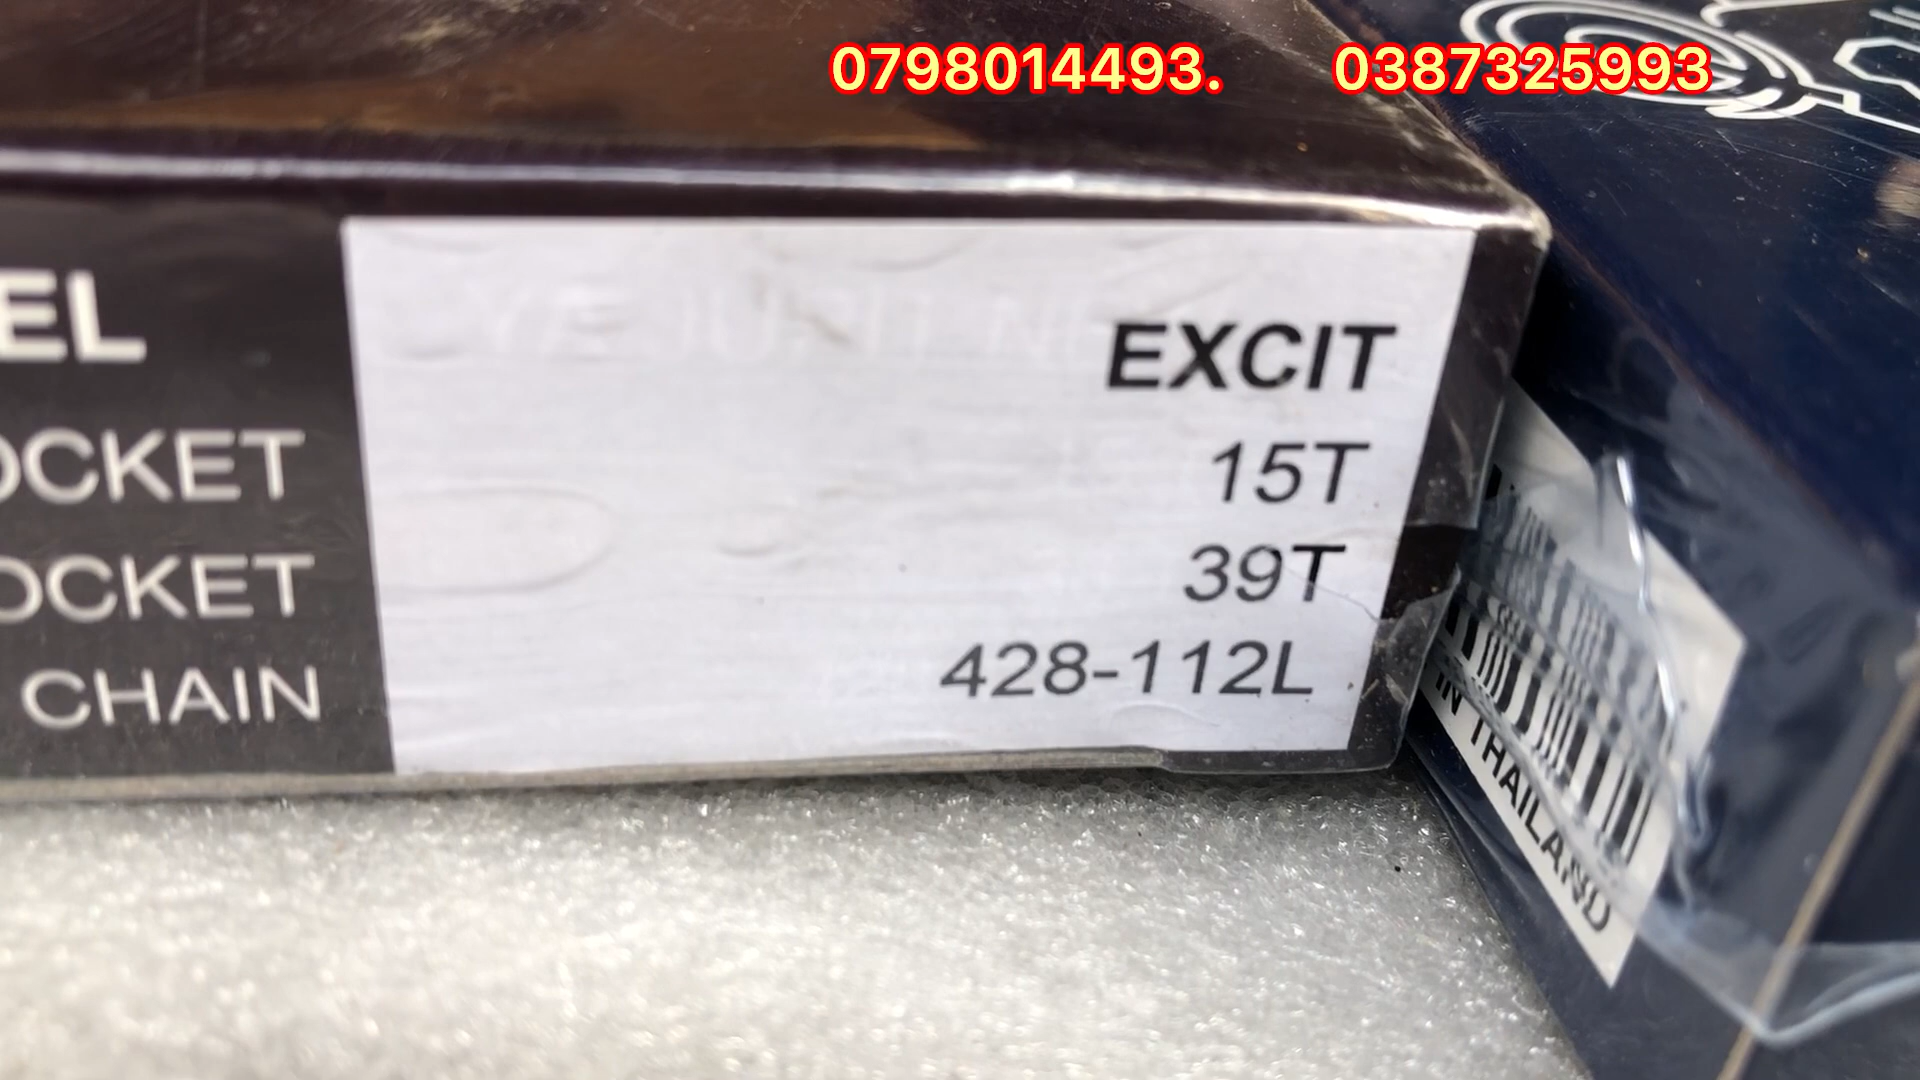 0798014493. 0387325993
EL EXCIT
OCKET 15T
OCKET 39T
CHAIN 428-112L
IN THAILAND